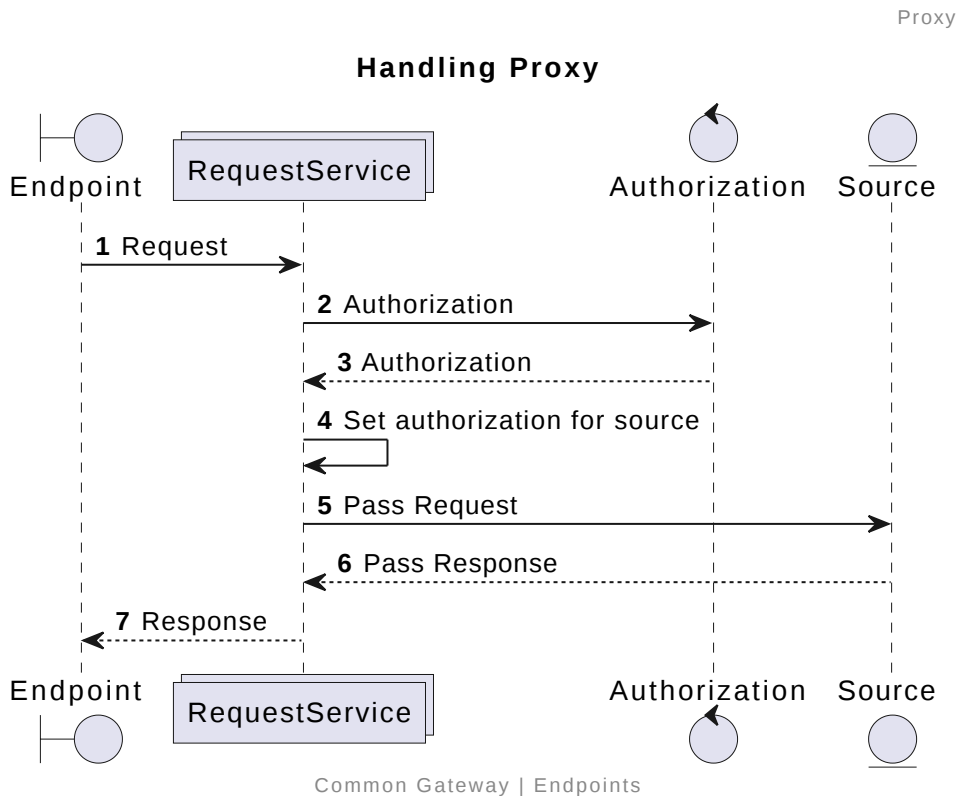 Proxy
Handling Proxy
Endpoint
RequestService
Authorization
Source
1 Request
2 Authorization
3 Authorization
4 Set authorization for source
5 Pass Request
6 Pass Response
7 Response
Endpoint
RequestService
Authorization
Source
Common Gateway | Endpoints